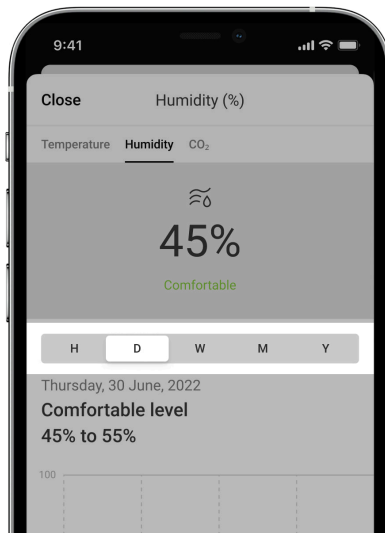 9:41
Close Humidity (%)
Temperature Humidity CO₂
45%
Comfortable
H D W M Y
Thursday, 30 June, 2022
Comfortable level
45% to 55%
100